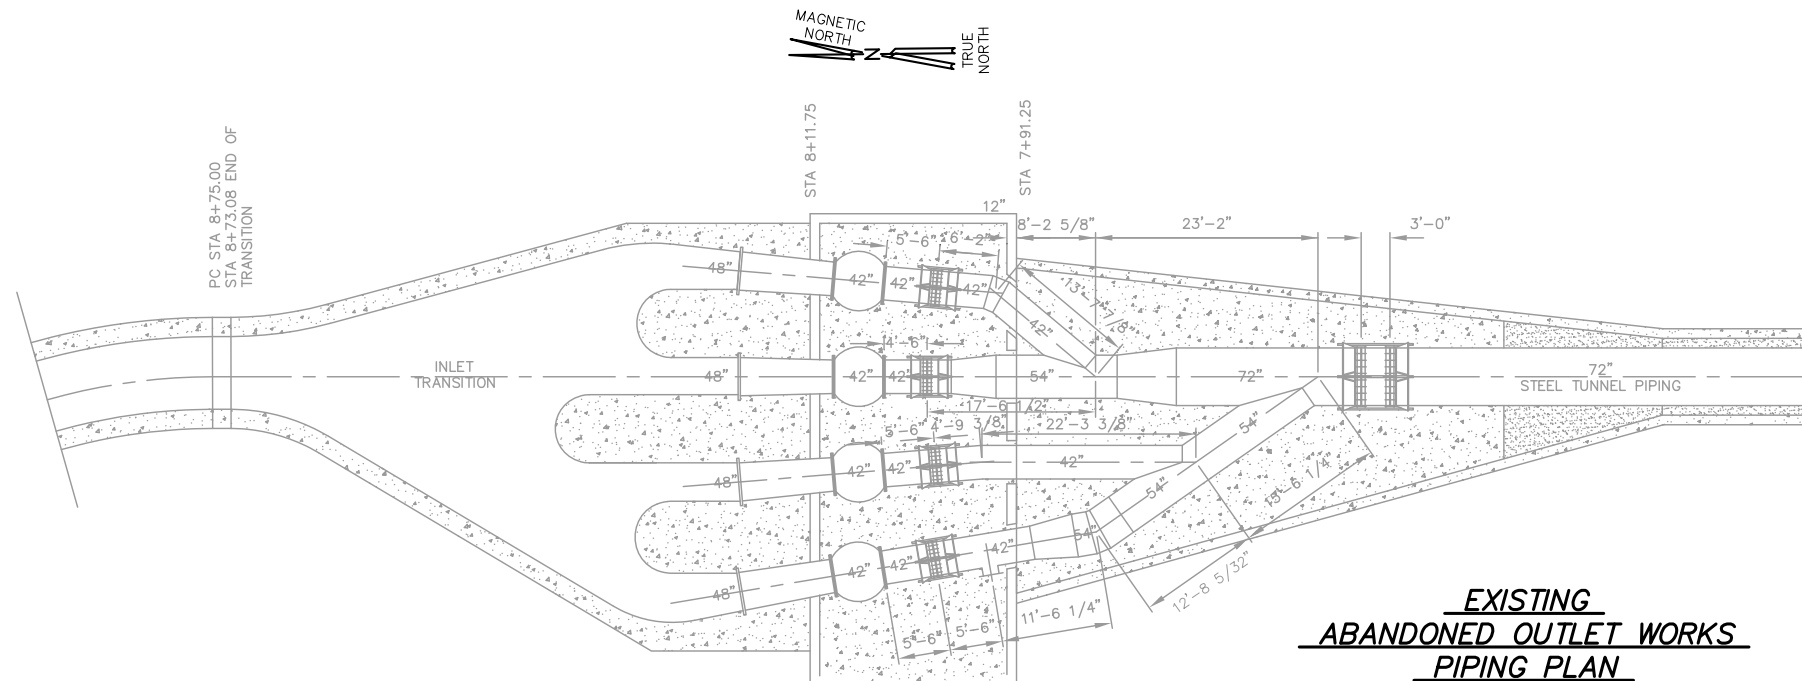 MAGNETIC
NORTH
N
TRUE
NORTH
PC STA 8+75.00
STA 8+73.08 END OF
TRANSITION
STA 8+11.75
STA 7+91.25
12"
8'-2 5/8"
23'-2"
3'-0"
5'-6"
6'-2"
48"
42"
42"
42"
13'-7 7/8"
42"
4'-6"
INLET
TRANSITION
48"
42"
42"
54"
72"
72"
STEEL TUNNEL PIPING
17'-6 1/2"
5'-6"
4'-9 3/8"
22'-3 3/8"
54"
48"
42"
42"
42"
54"
13'-6 1/4"
48"
42"
42"
42"
54"
12'-8 5/32"
5'-6"
5'-6"
11'-6 1/4"
EXISTING
ABANDONED OUTLET WORKS
PIPING PLAN